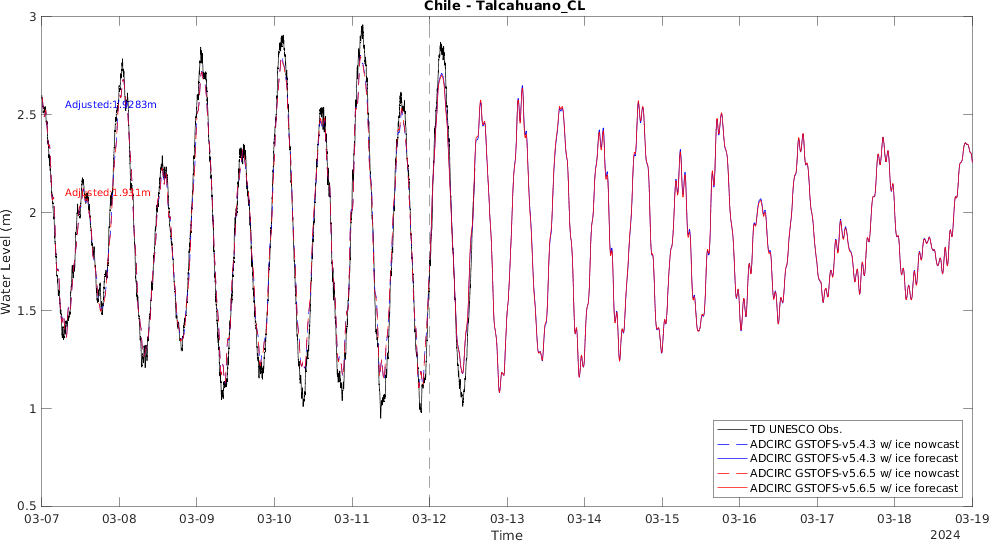 Chile - Talcahuano_CL
3
2.5
2
1.5
1
0.5
Water Level (m)
Adjusted:1.9283m
Adjusted:1.931m
TD UNESCO Obs.
ADCIRC GSTOFS-v5.4.3 w/ ice nowcast
ADCIRC GSTOFS-v5.4.3 w/ ice forecast
ADCIRC GSTOFS-v5.6.5 w/ ice nowcast
ADCIRC GSTOFS-v5.6.5 w/ ice forecast
03-07 03-08 03-09 03-10 03-11 03-12 03-13 03-14 03-15 03-16 03-17 03-18 03-19
Time
2024